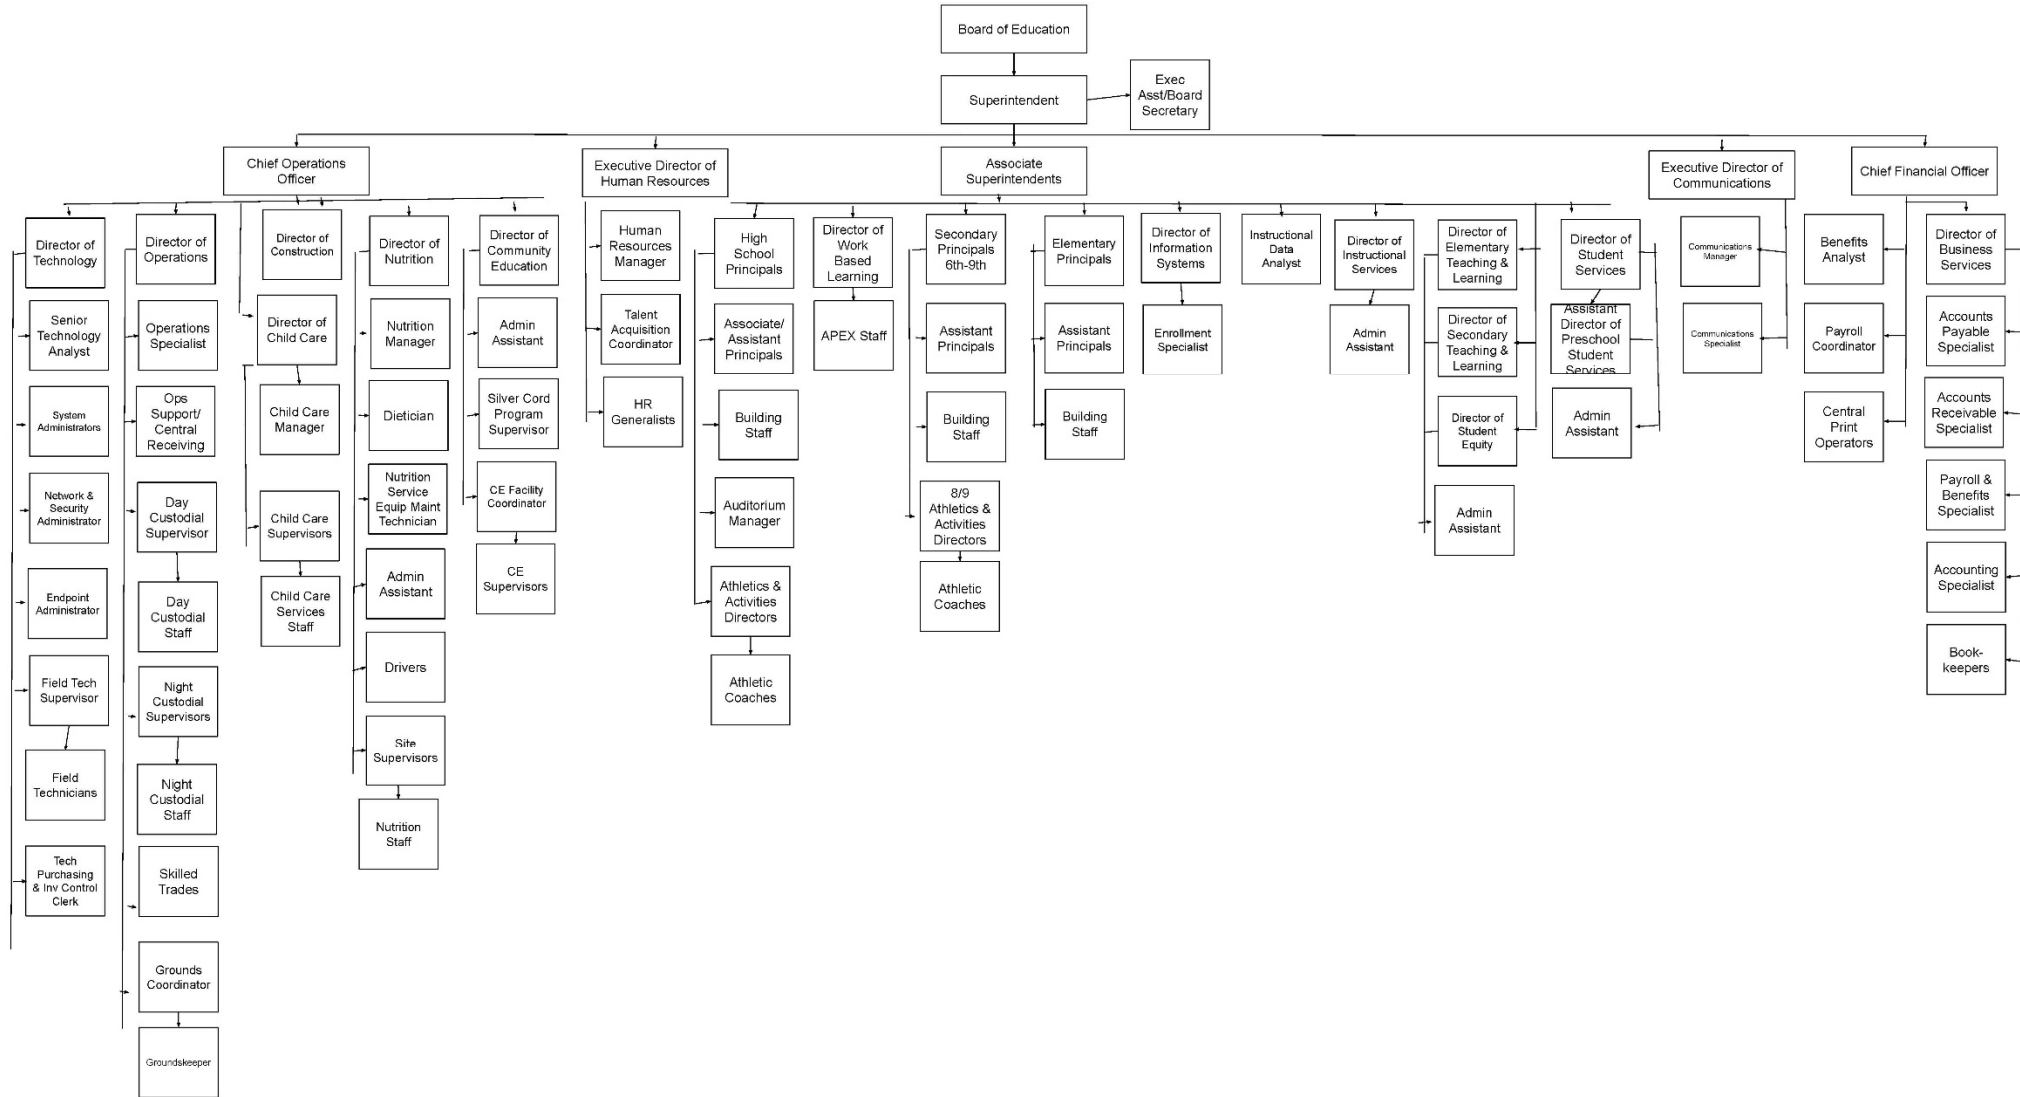 Board of Education
Superintendent
Exec
Asst/Board
Secretary
Chief Operations
Officer
Executive Director of
Human Resources
Associate
Superintendents
Executive Director of
Communications
Chief Financial Officer
Director of
Technology
Senior
Technology
Analyst
System
Administrators
Network &
Security
Administrator
Endpoint
Administrator
Field Tech
Supervisor
Field
Technicians
Tech
Purchasing
& Inv Control
Clerk
Director of
Operations
Operations
Specialist
Ops
Support/
Central
Receiving
Day
Custodial
Supervisor
Day
Custodial
Staff
Night
Custodial
Supervisors
Night
Custodial
Staff
Skilled
Trades
Grounds
Coordinator
Groundskeeper
Director of
Construction
Director of
Child Care
Child Care
Manager
Child Care
Supervisors
Child Care
Services
Staff
Director of
Nutrition
Nutrition
Manager
Dietician
Nutrition
Service
Equip Maint
Technician
Admin
Assistant
Drivers
Site
Supervisors
Nutrition
Staff
Director of
Community
Education
Admin
Assistant
Silver Cord
Program
Supervisor
CE Facility
Coordinator
CE
Supervisors
Human
Resources
Manager
Talent
Acquisition
Coordinator
HR
Generalists
High
School
Principals
Associate/
Assistant
Principals
Building
Staff
Auditorium
Manager
Athletics &
Activities
Directors
Athletic
Coaches
Director of
Work
Based
Learning
APEX Staff
Secondary
Principals
6th-9th
Assistant
Principals
Building
Staff
8/9
Athletics &
Activities
Directors
Athletic
Coaches
Elementary
Principals
Assistant
Principals
Building
Staff
Director of
Information
Systems
Enrollment
Specialist
Instructional
Data
Analyst
Director of
Instructional
Services
Admin
Assistant
Director of
Elementary
Teaching &
Learning
Director of
Secondary
Teaching &
Learning
Director of
Student
Equity
Admin
Assistant
Director of
Student
Services
Assistant
Director of
Preschool
Student
Services
Admin
Assistant
Communications
Manager
Communications
Specialist
Benefits
Analyst
Payroll
Coordinator
Central
Print
Operators
Director of
Business
Services
Accounts
Payable
Specialist
Accounts
Receivable
Specialist
Payroll &
Benefits
Specialist
Accounting
Specialist
Book-
keepers